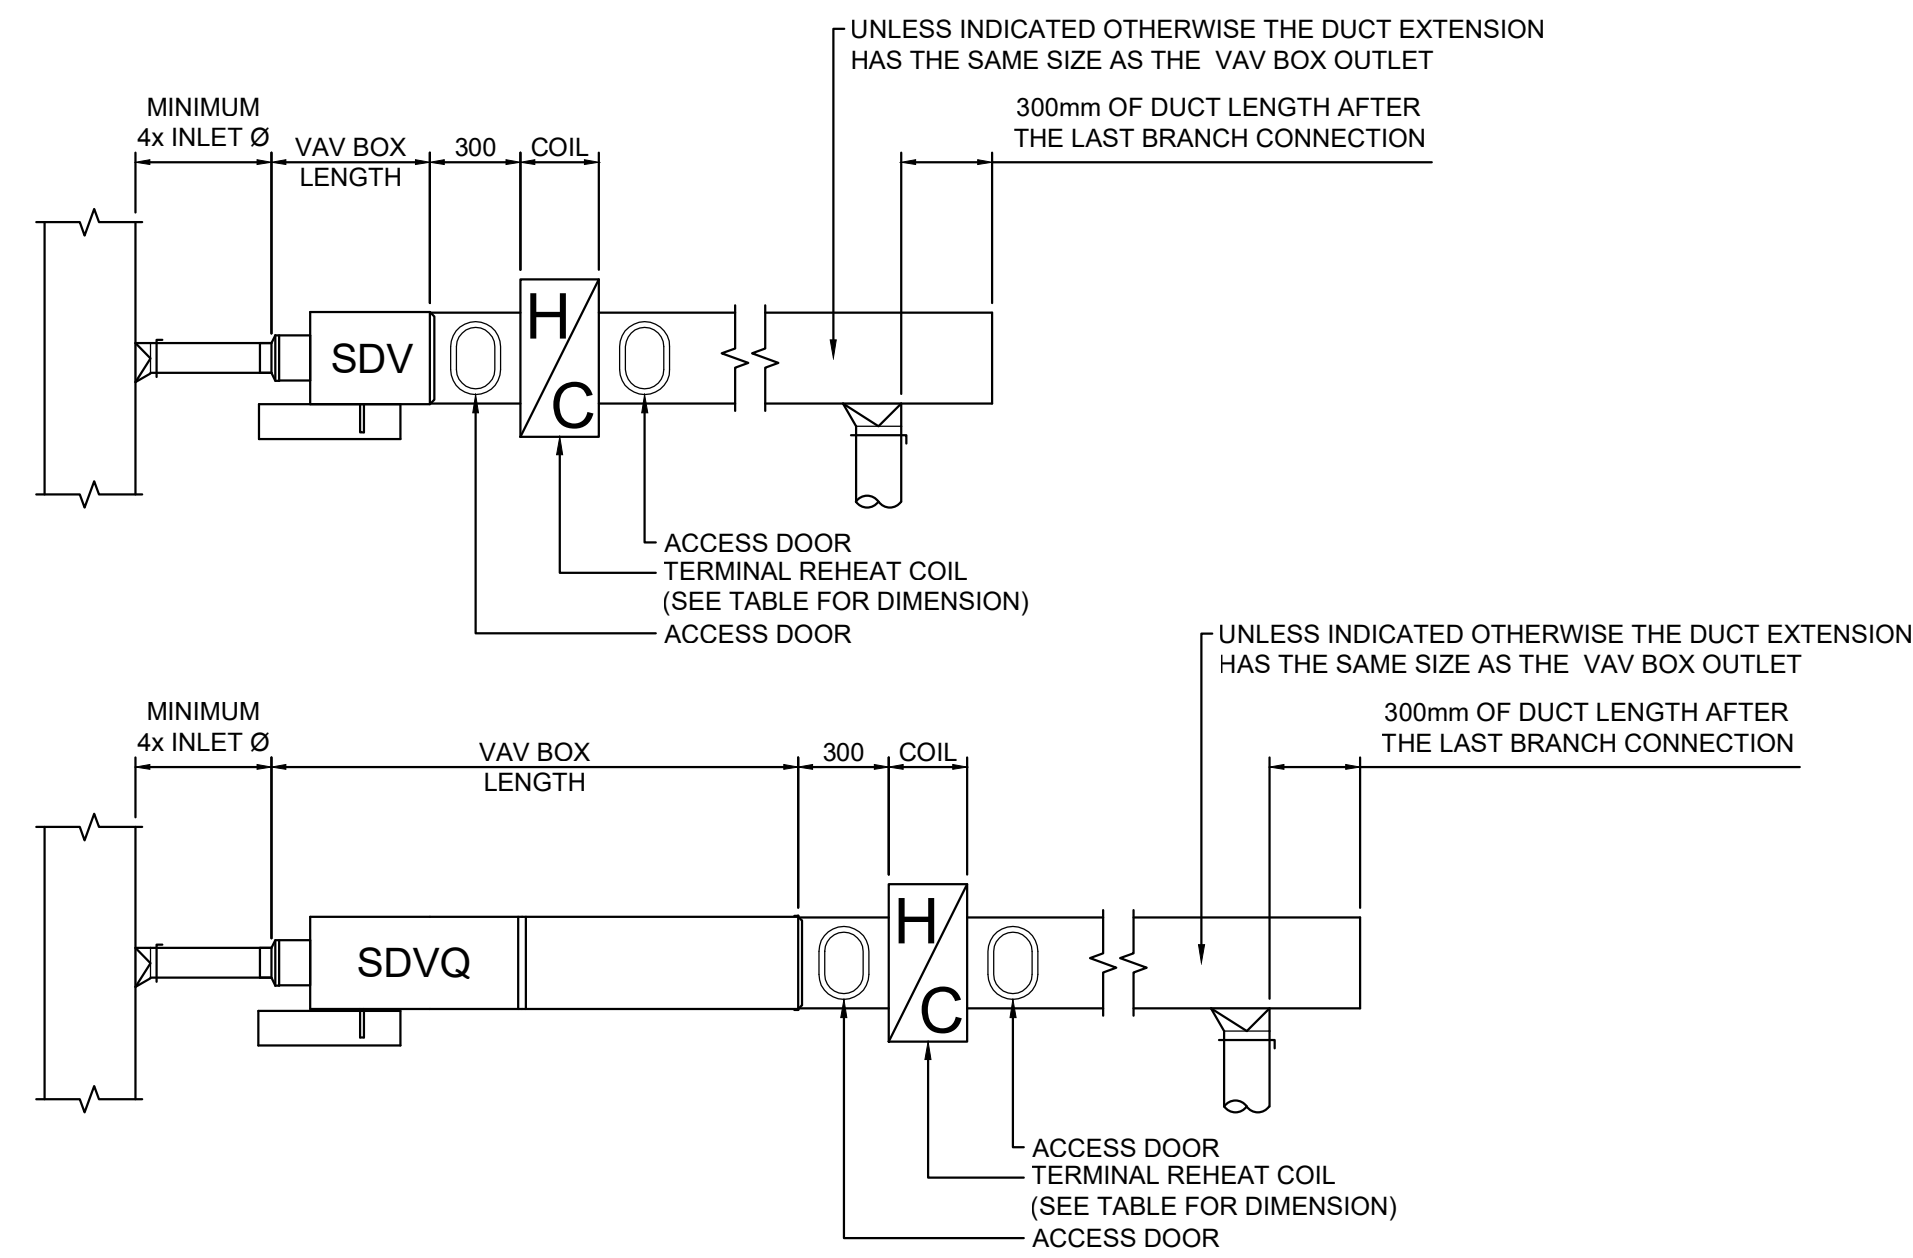 UNLESS INDICATED OTHERWISE THE DUCT EXTENSION
HAS THE SAME SIZE AS THE VAV BOX OUTLET
MINIMUM
4x INLET Ø
VAV BOX
LENGTH
300
COIL
300mm OF DUCT LENGTH AFTER
THE LAST BRANCH CONNECTION
SDV
H
C
ACCESS DOOR
TERMINAL REHEAT COIL
(SEE TABLE FOR DIMENSION)
ACCESS DOOR
UNLESS INDICATED OTHERWISE THE DUCT EXTENSION
HAS THE SAME SIZE AS THE VAV BOX OUTLET
MINIMUM
4x INLET Ø
VAV BOX
LENGTH
300
COIL
300mm OF DUCT LENGTH AFTER
THE LAST BRANCH CONNECTION
SDVQ
H
C
ACCESS DOOR
TERMINAL REHEAT COIL
(SEE TABLE FOR DIMENSION)
ACCESS DOOR